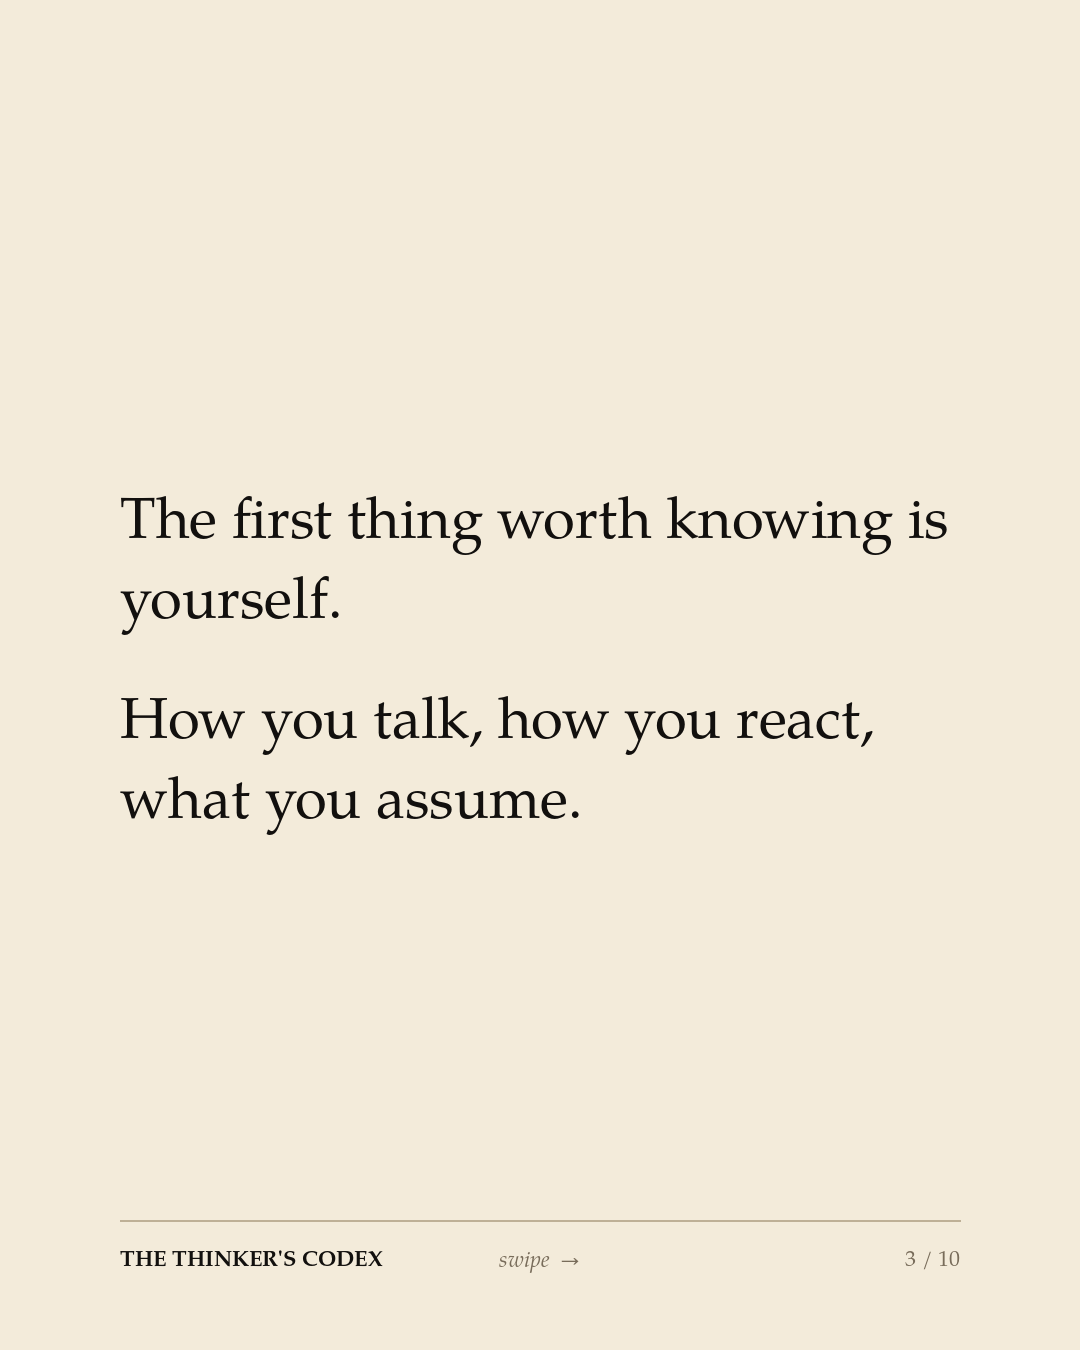 The first thing worth knowing is
yourself.
How you talk, how you react,
what you assume.
THE THINKER'S CODEX
swipe →
3 / 10